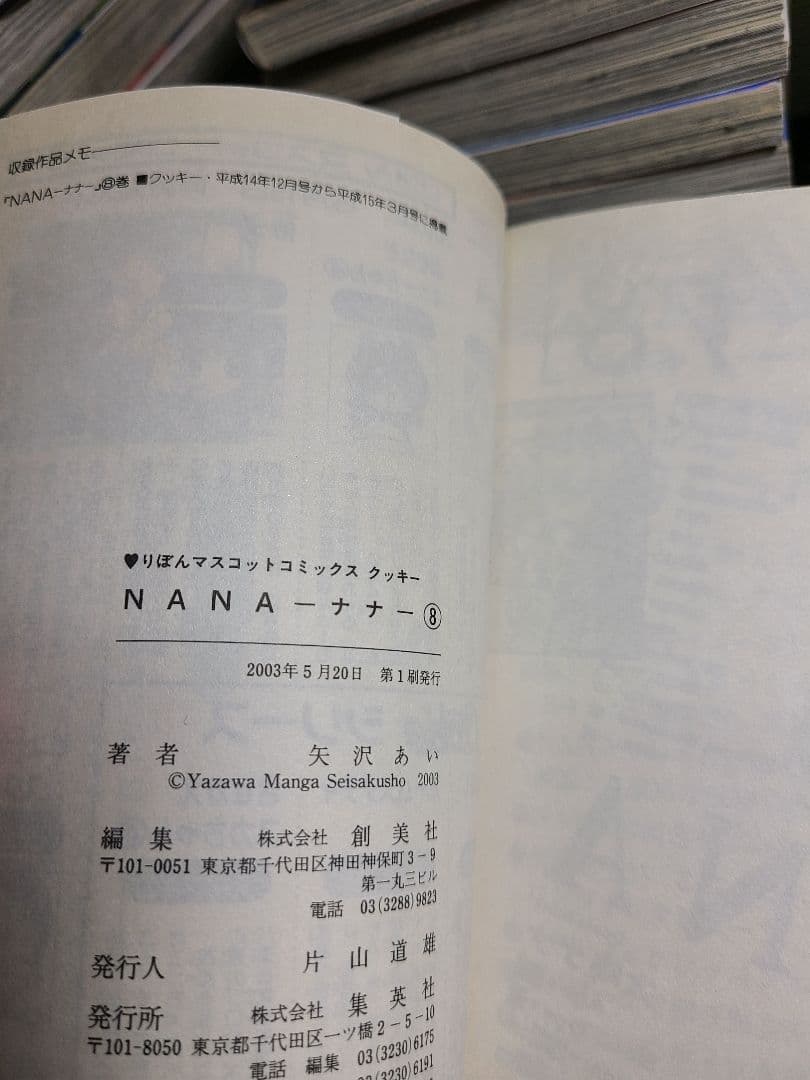 収録作品メモ
『NANA―ナナ―』⑧巻 ■クッキー・平成14年12月号から平成15年3月号に掲載
♥りぼんマスコットコミックス クッキー
NANA―ナナ―⑧
2003年5月20日 第1刷発行
著者 矢沢あい
©Yazawa Manga Seisakusho 2003
編集 株式会社 創美社
〒101-0051 東京都千代田区神田神保町3-9
第一丸三ビル
電話 03(3288)9823
発行人 片山道雄
発行所 株式会社 集英社
〒101-8050 東京都千代田区一ツ橋2-5-10
電話 編集 03(3230)6175
03(3230)6191